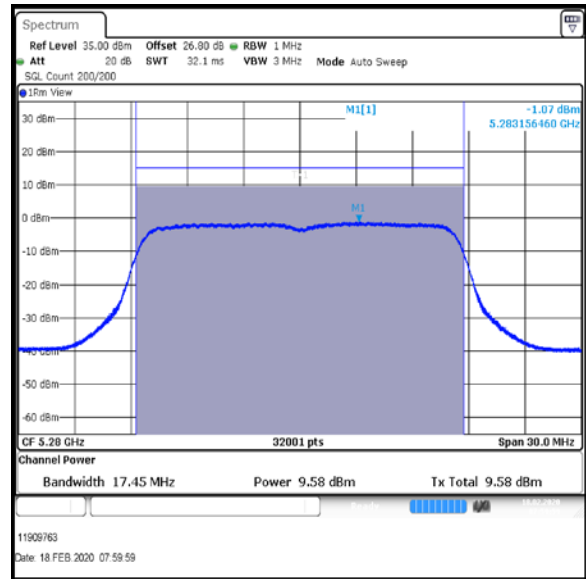 Spectrum
Ref Level 35.00 dBm Offset 26.80 dB RBW 1 MHz
Att 20 dB SWT 32.1 ms VBW 3 MHz Mode Auto Sweep
SGL Count 200/200
1Rm View
M1[1] -1.07 dBm
30 dBm 5.283156460 GHz
20 dBm
10 dBm
M1
0 dBm
-10 dBm
-20 dBm
-30 dBm
-40 dBm
-50 dBm
-60 dBm
CF 5.28 GHz 32001 pts Span 30.0 MHz
Channel Power
Bandwidth 17.45 MHz Power 9.58 dBm Tx Total 9.58 dBm
11909763
Date: 18.FEB.2020 07:59:59